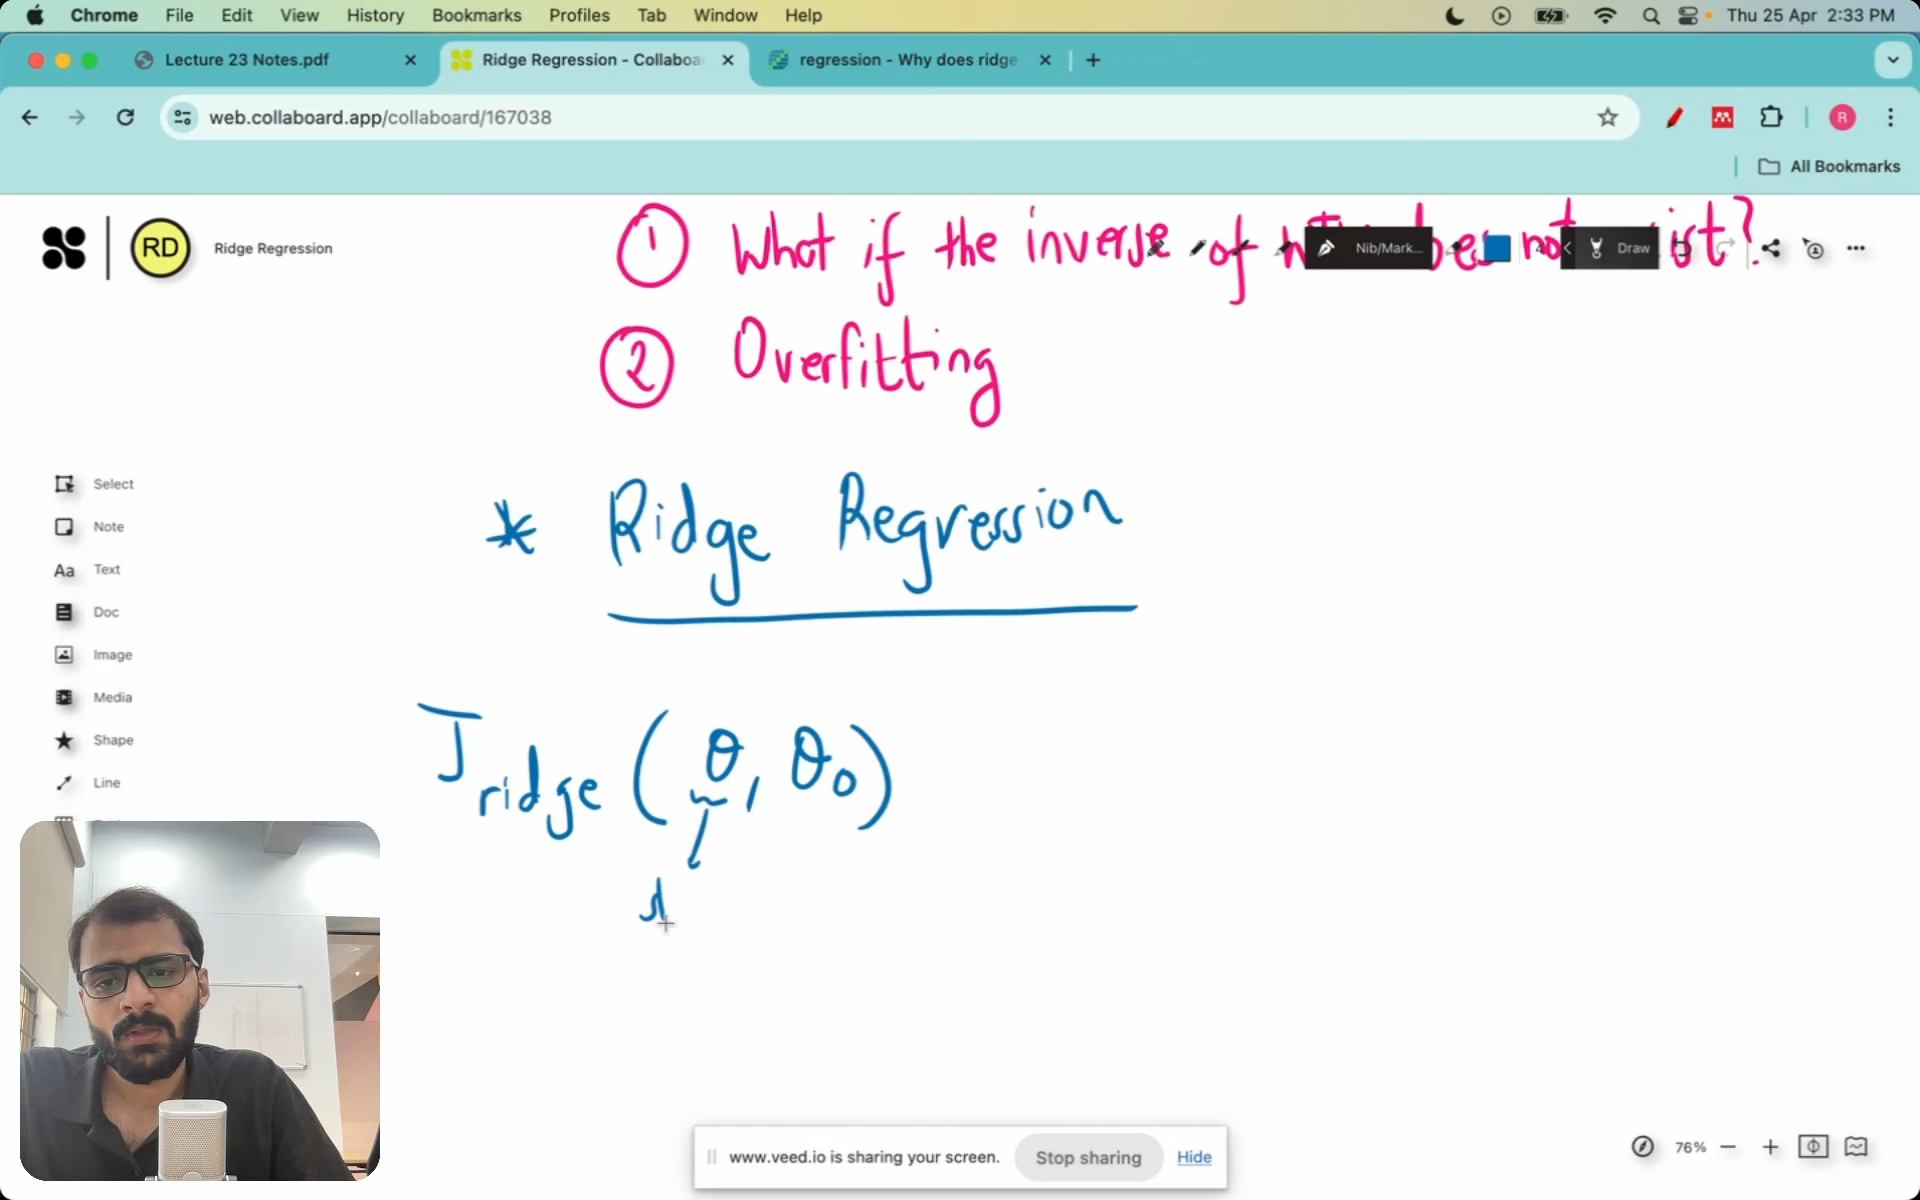 Chrome File Edit View History Bookmarks Profiles Tab Window Help Thu 25 Apr 2:33 PM
Lecture 23 Notes.pdf Ridge Regression - Collaboa regression - Why does ridge
web.collaboard.app/collaboard/167038 R
All Bookmarks
RD Ridge Regression Nib/Mark... Draw
① What if the inverse of not
② Overfitting
* Ridge Regression
J ridge (θ, θ0)
Select
Note
Aa Text
Doc
Image
Media
Shape
Line
www.veed.io is sharing your screen. Stop sharing Hide
76%